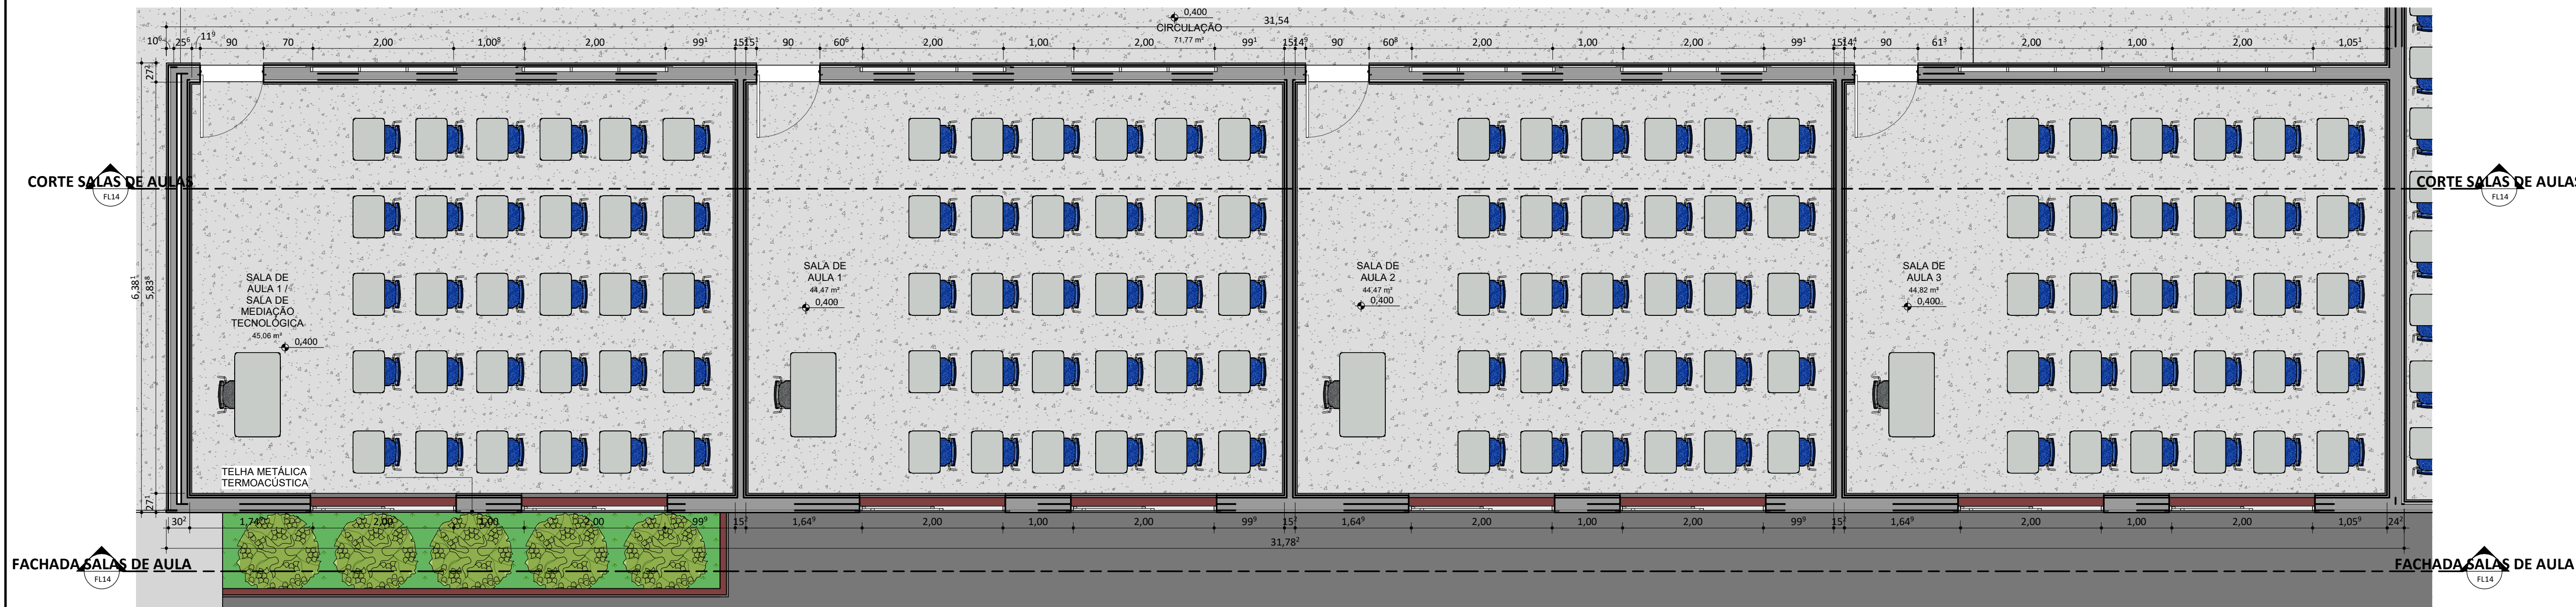 0,400
31,54
CIRCULAÇÃO
71,77 m²
10⁶ 25⁶ 11⁹ 90 70 2,00 1,00⁸ 2,00 99¹ 15² 15¹ 90 60⁶ 2,00 1,00 2,00 99¹ 15² 14⁹ 90 60⁸ 2,00 1,00 2,00 99¹ 15² 14⁴ 90 61³ 2,00 1,00 2,00 1,05¹
27²
CORTE SALAS DE AULAS
FL14
CORTE SALAS DE AULAS
FL14
6,38¹
5,83⁸
SALA DE
AULA 1 /
SALA DE
MEDIAÇÃO
TECNOLÓGICA
45,06 m²
0,400
SALA DE
AULA 1
44,47 m²
0,400
SALA DE
AULA 2
44,47 m²
0,400
SALA DE
AULA 3
44,82 m²
0,400
TELHA METÁLICA
TERMOACÚSTICA
27¹
30² 1,74 2,00 1,00 2,00 99⁹ 15² 1,64⁹ 2,00 1,00 2,00 99⁹ 15² 1,64⁹ 2,00 1,00 2,00 99⁹ 15² 1,64⁹ 2,00 1,00 2,00 1,05⁹ 24²
31,78²
FACHADA SALAS DE AULA
FL14
FACHADA SALAS DE AULA
FL14